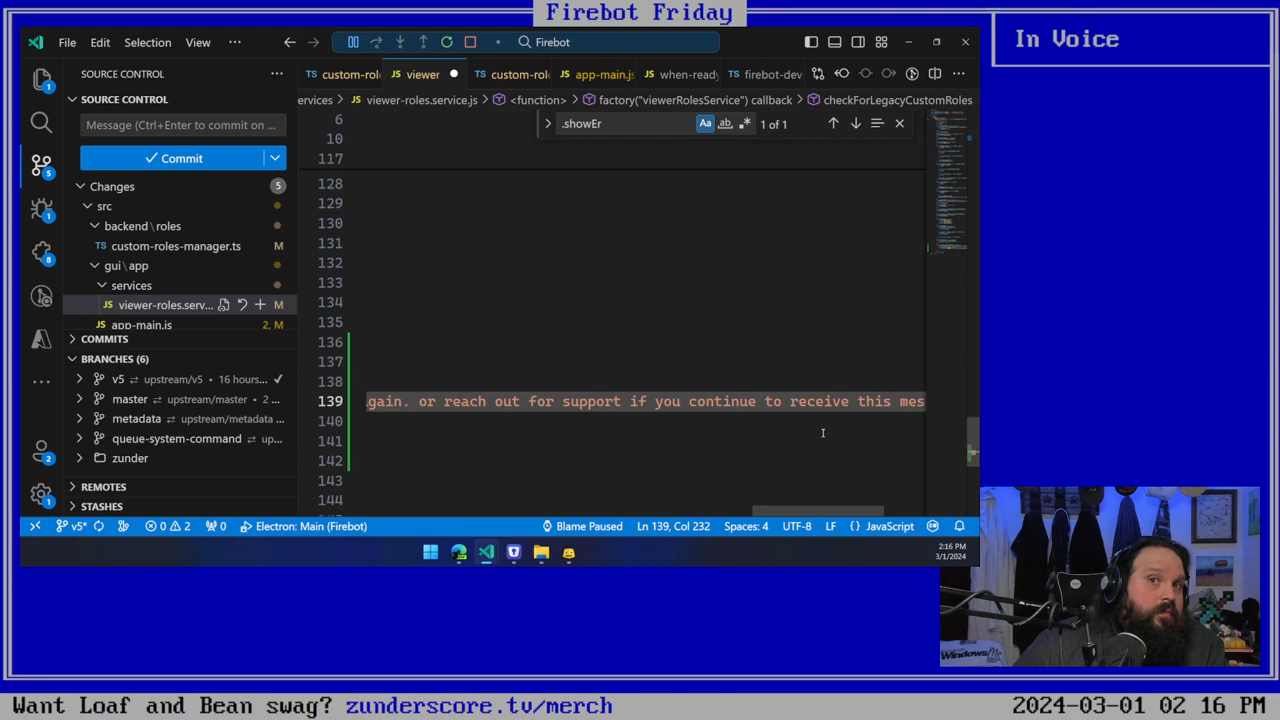 Firebot Friday
In Voice
File Edit Selection View ··· Firebot
SOURCE CONTROL ···
SOURCE CONTROL
Message (Ctrl+Enter to commit on ...
Commit
Changes 5
src
backend\roles
custom-roles-manager.ts M
gui\app
services
viewer-roles.serv... M
app-main.js 2, M
COMMITS
BRANCHES (6)
v5 upstream/v5 • 16 hours...
master upstream/master • 2 ...
metadata upstream/metadata
queue-system-command up...
zunder
REMOTES
STASHES
JS custom-rol JS viewer TS custom-rol JS app-main.js JS when-ready JS firebot-dev
ervices > JS viewer-roles.service.js > <function> > factory("viewerRolesService") callback > checkForLegacyCustomRoles
.showEr Aa ab 1 of 1
6
18
117
128
129
130
131
132
133
134
135
136
137
138
139 gain. or reach out for support if you continue to receive this mes
140
141
142
143
144
v5* 0 2 0 Electron: Main (Firebot) Blame Paused Ln 139, Col 232 Spaces: 4 UTF-8 LF {} JavaScript
2:16 PM
3/1/2024
Want Loaf and Bean swag? zunderscore.tv/merch 2024-03-01 02 16 PM